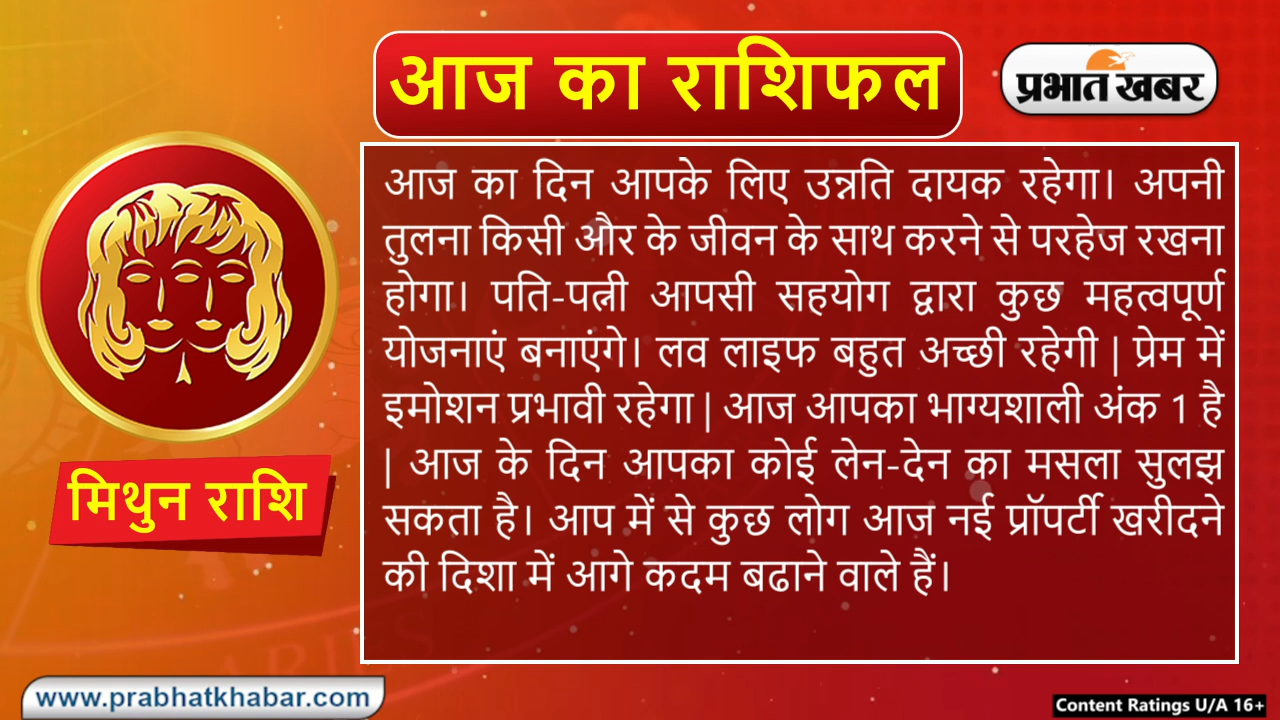 आज का राशिफल
प्रभात खबर
आज का दिन आपके लिए उन्नति दायक रहेगा। अपनी
तुलना किसी और के जीवन के साथ करने से परहेज रखना
होगा। पति-पत्नी आपसी सहयोग द्वारा कुछ महत्वपूर्ण
योजनाएं बनाएंगे। लव लाइफ बहुत अच्छी रहेगी | प्रेम में
इमोशन प्रभावी रहेगा | आज आपका भाग्यशाली अंक 1 है
| आज के दिन आपका कोई लेन-देन का मसला सुलझ
सकता है। आप में से कुछ लोग आज नई प्रॉपर्टी खरीदने
की दिशा में आगे कदम बढाने वाले हैं।
मिथुन राशि
ARIES
www.prabhatkhabar.com
Content Ratings U/A 16+